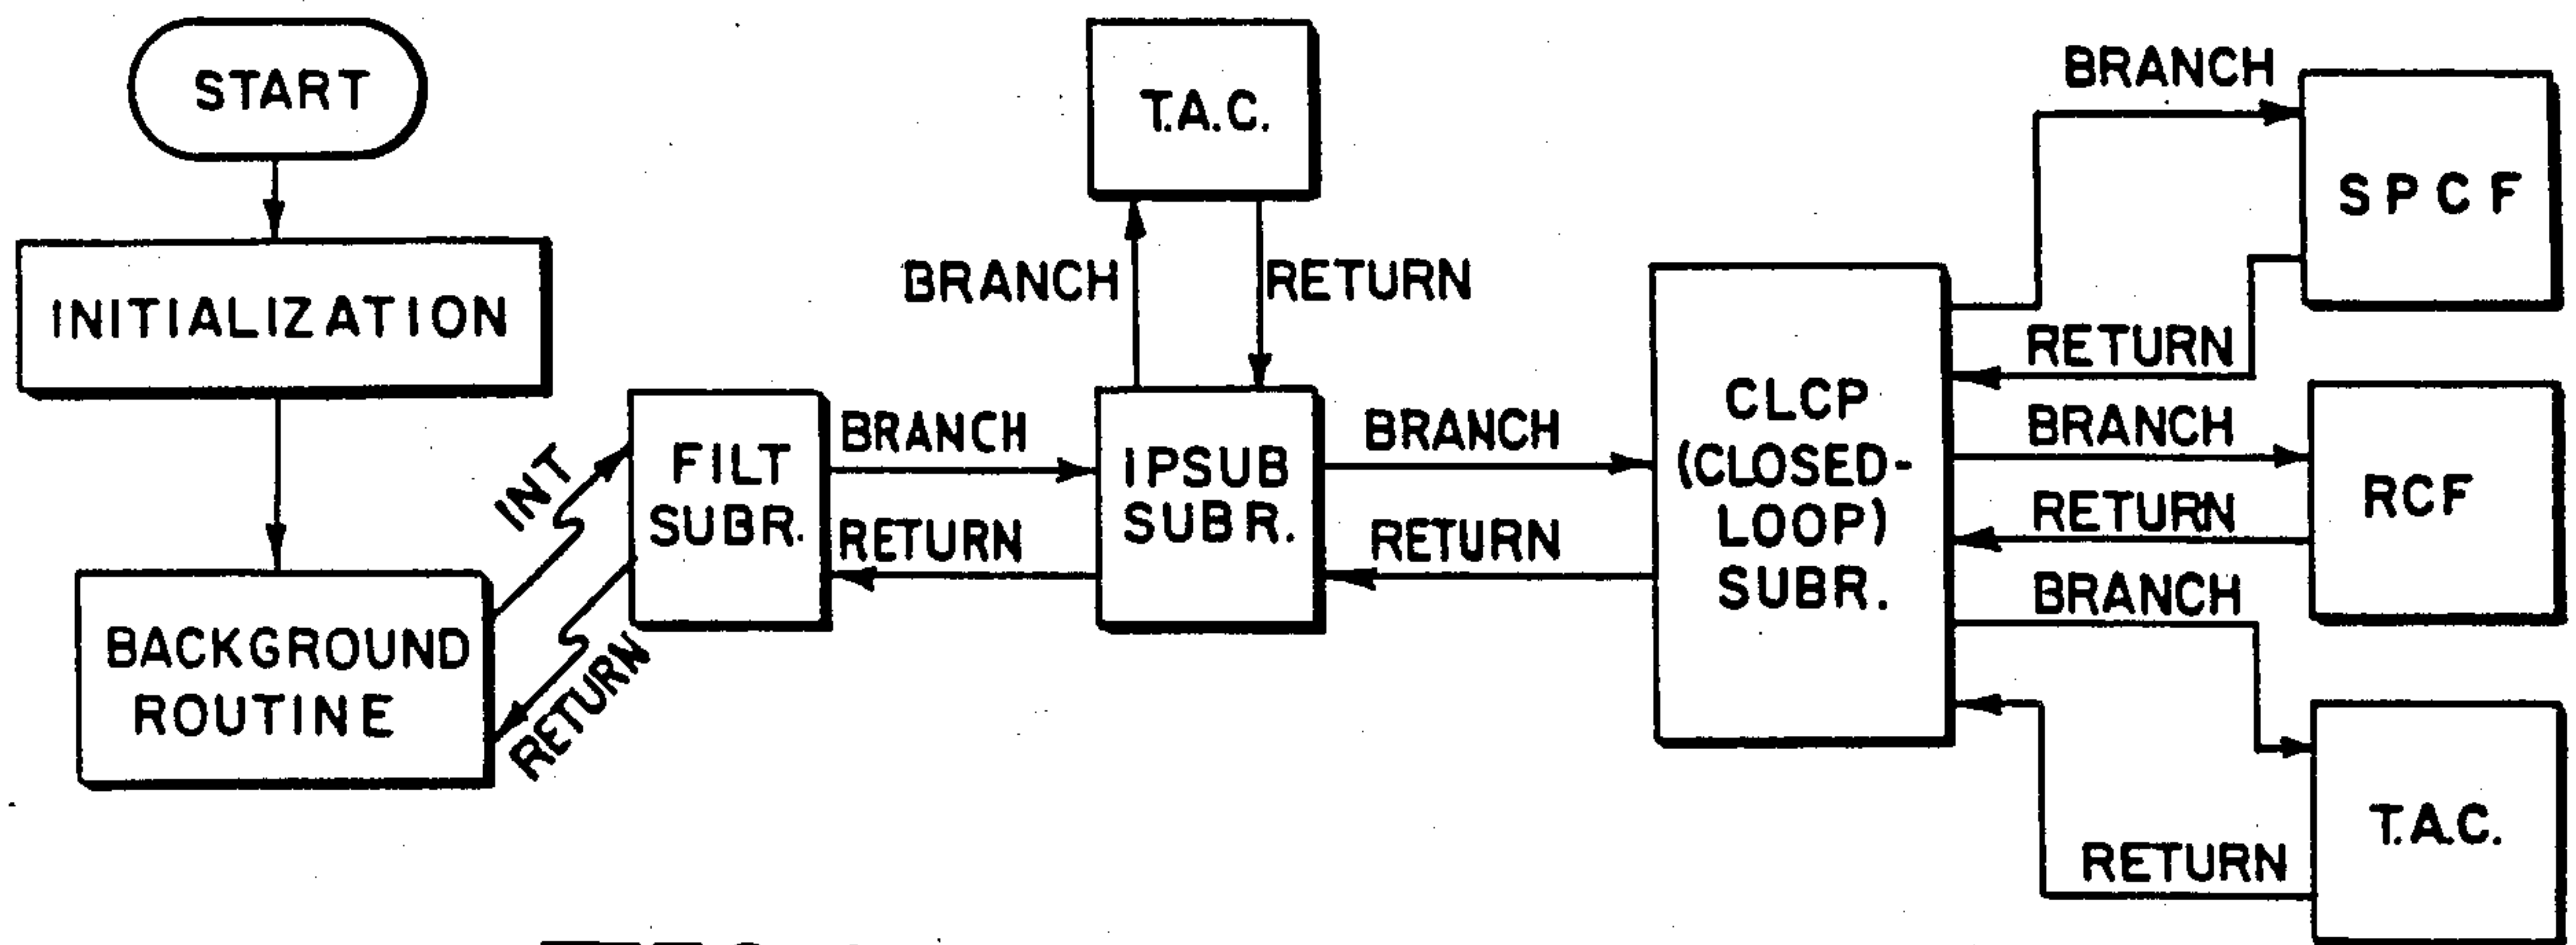 START
INITIALIZATION
BACKGROUND
ROUTINE
INT
RETURN
FILT
SUBR.
BRANCH
RETURN
T.A.C.
BRANCH
RETURN
IPSUB
SUBR.
BRANCH
RETURN
CLCP
(CLOSED-
LOOP)
SUBR.
BRANCH
RETURN
SPCF
BRANCH
RETURN
RCF
BRANCH
RETURN
T.A.C.